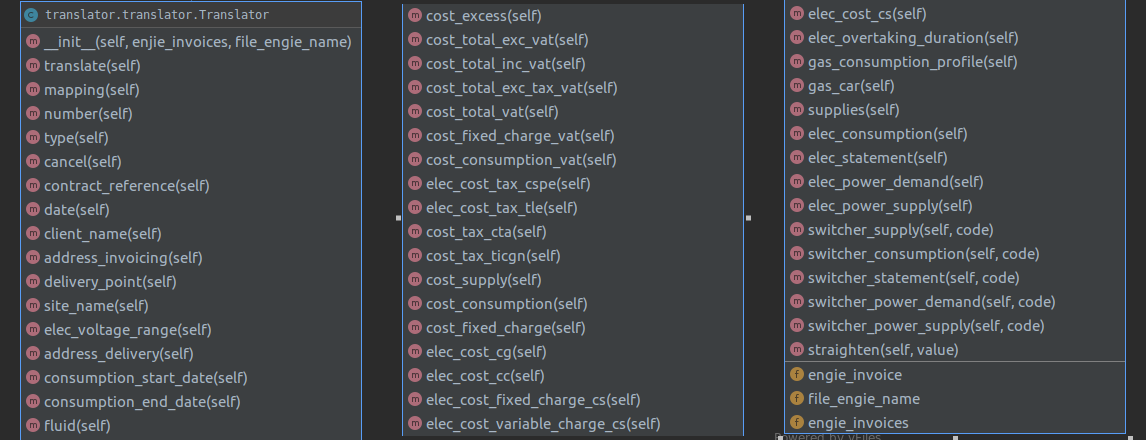 translator.translator.Translator
__init__(self, enjie_invoices, file_engie_name)
translate(self)
mapping(self)
number(self)
type(self)
cancel(self)
contract_reference(self)
date(self)
client_name(self)
address_invoicing(self)
delivery_point(self)
site_name(self)
elec_voltage_range(self)
address_delivery(self)
consumption_start_date(self)
consumption_end_date(self)
fluid(self)
cost_excess(self)
cost_total_exc_vat(self)
cost_total_inc_vat(self)
cost_total_exc_tax_vat(self)
cost_total_vat(self)
cost_fixed_charge_vat(self)
cost_consumption_vat(self)
elec_cost_tax_cspe(self)
elec_cost_tax_tle(self)
cost_tax_cta(self)
cost_tax_ticgn(self)
cost_supply(self)
cost_consumption(self)
cost_fixed_charge(self)
elec_cost_cg(self)
elec_cost_cc(self)
elec_cost_fixed_charge_cs(self)
elec_cost_variable_charge_cs(self)
elec_cost_cs(self)
elec_overtaking_duration(self)
gas_consumption_profile(self)
gas_car(self)
supplies(self)
elec_consumption(self)
elec_statement(self)
elec_power_demand(self)
elec_power_supply(self)
switcher_supply(self, code)
switcher_consumption(self, code)
switcher_statement(self, code)
switcher_power_demand(self, code)
switcher_power_supply(self, code)
straighten(self, value)
engie_invoice
file_engie_name
engie_invoices
Powered by yFiles